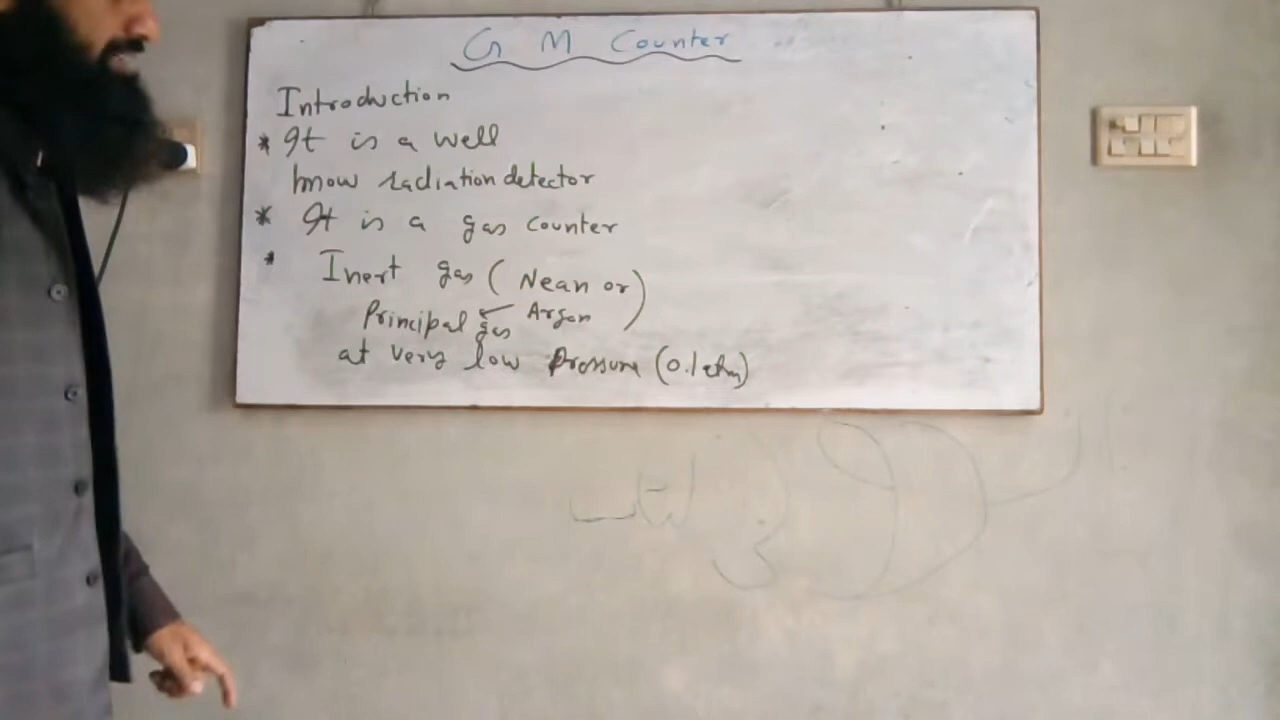 G M Counter
Introduction
* It is a well
know radiation detector
* It is a gas counter
* Inert gas ( Nean or )
Principal gas ← Argon
at very low pressure (0.1 atm)